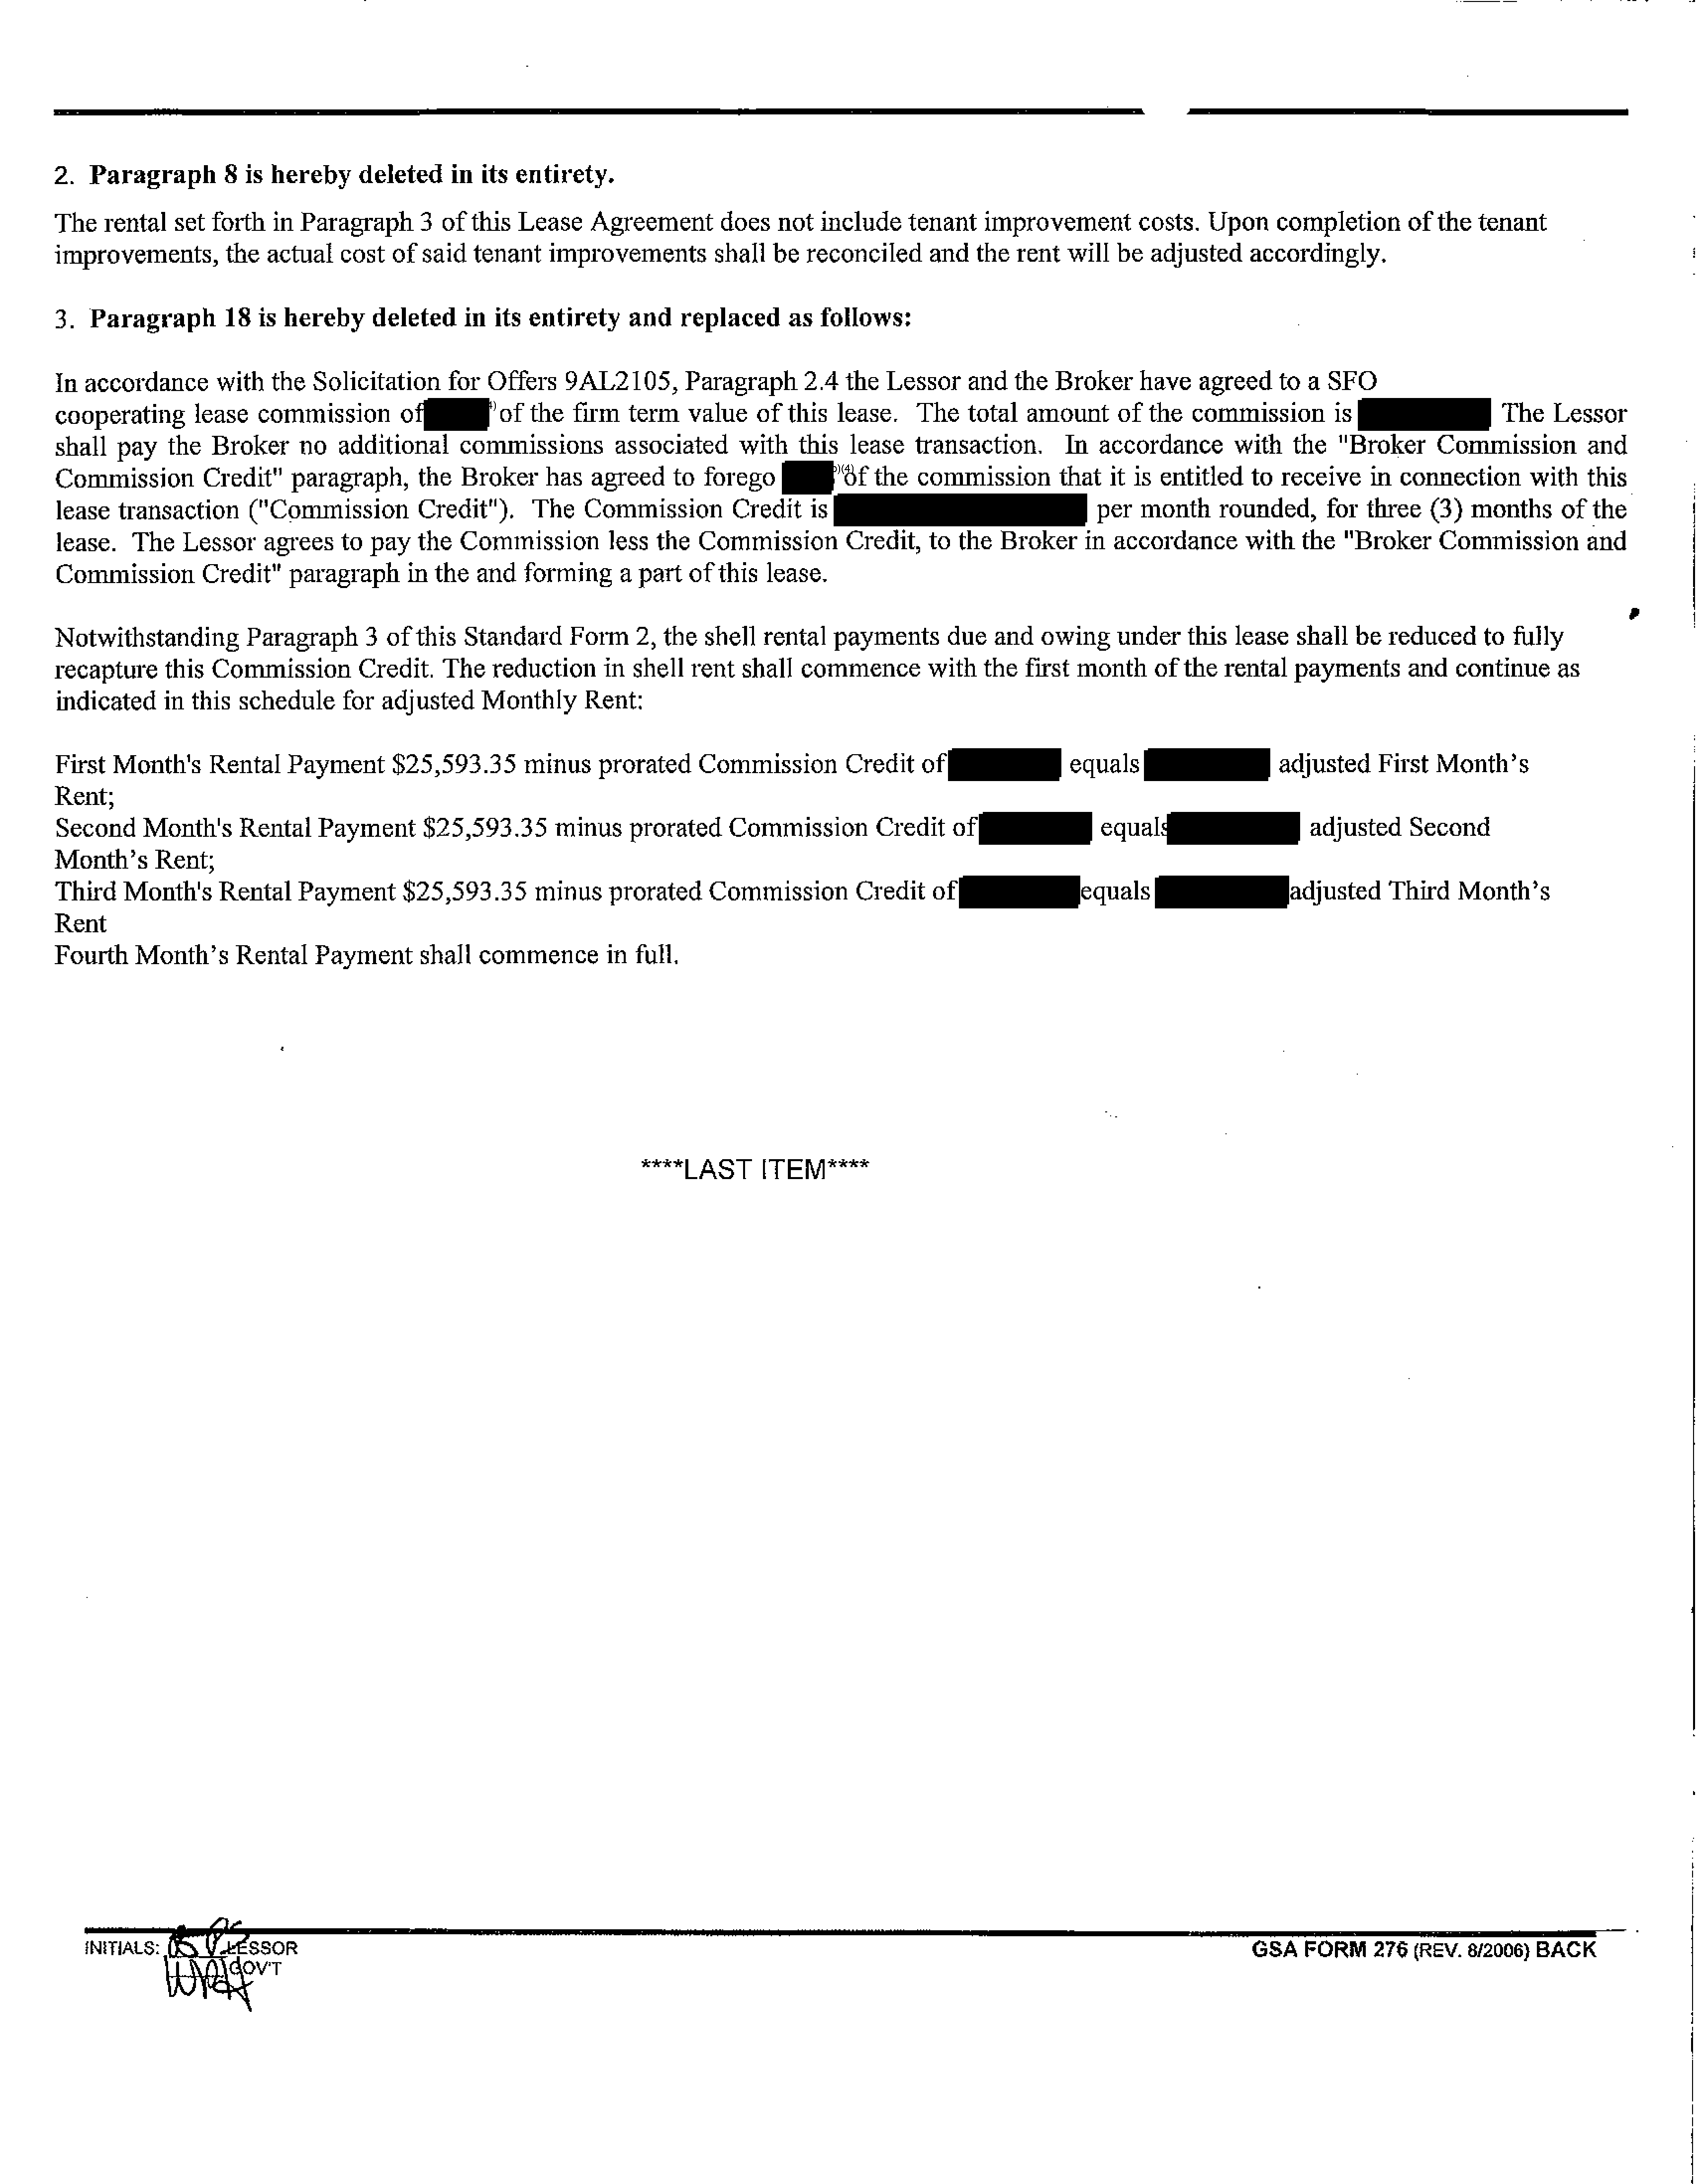 2. Paragraph 8 is hereby deleted in its entirety.
The rental set forth in Paragraph 3 of this Lease Agreement does not include tenant improvement costs. Upon completion of the tenant
improvements, the actual cost of said tenant improvements shall be reconciled and the rent will be adjusted accordingly.
3. Paragraph 18 is hereby deleted in its entirety and replaced as follows:
In accordance with the Solicitation for Offers 9AL2105, Paragraph 2.4 the Lessor and the Broker have agreed to a SFO
cooperating lease commission of of the firm term value of this lease. The total amount of the commission is The Lessor
shall pay the Broker no additional commissions associated with this lease transaction. In accordance with the "Broker Commission and
Commission Credit" paragraph, the Broker has agreed to forego of the commission that it is entitled to receive in connection with this
lease transaction ("Commission Credit"). The Commission Credit is per month rounded, for three (3) months of the
lease. The Lessor agrees to pay the Commission less the Commission Credit, to the Broker in accordance with the "Broker Commission and
Commission Credit" paragraph in the and forming a part of this lease.
Notwithstanding Paragraph 3 of this Standard Form 2, the shell rental payments due and owing under this lease shall be reduced to fully
recapture this Commission Credit. The reduction in shell rent shall commence with the first month of the rental payments and continue as
indicated in this schedule for adjusted Monthly Rent:
First Month's Rental Payment $25,593.35 minus prorated Commission Credit of equals adjusted First Month's
Rent;
Second Month's Rental Payment $25,593.35 minus prorated Commission Credit of equals adjusted Second
Month's Rent;
Third Month's Rental Payment $25,593.35 minus prorated Commission Credit of equals adjusted Third Month's
Rent
Fourth Month's Rental Payment shall commence in full.
****LAST ITEM****
INITIALS: LESSOR
GOV'T
GSA FORM 276 (REV. 8/2006) BACK